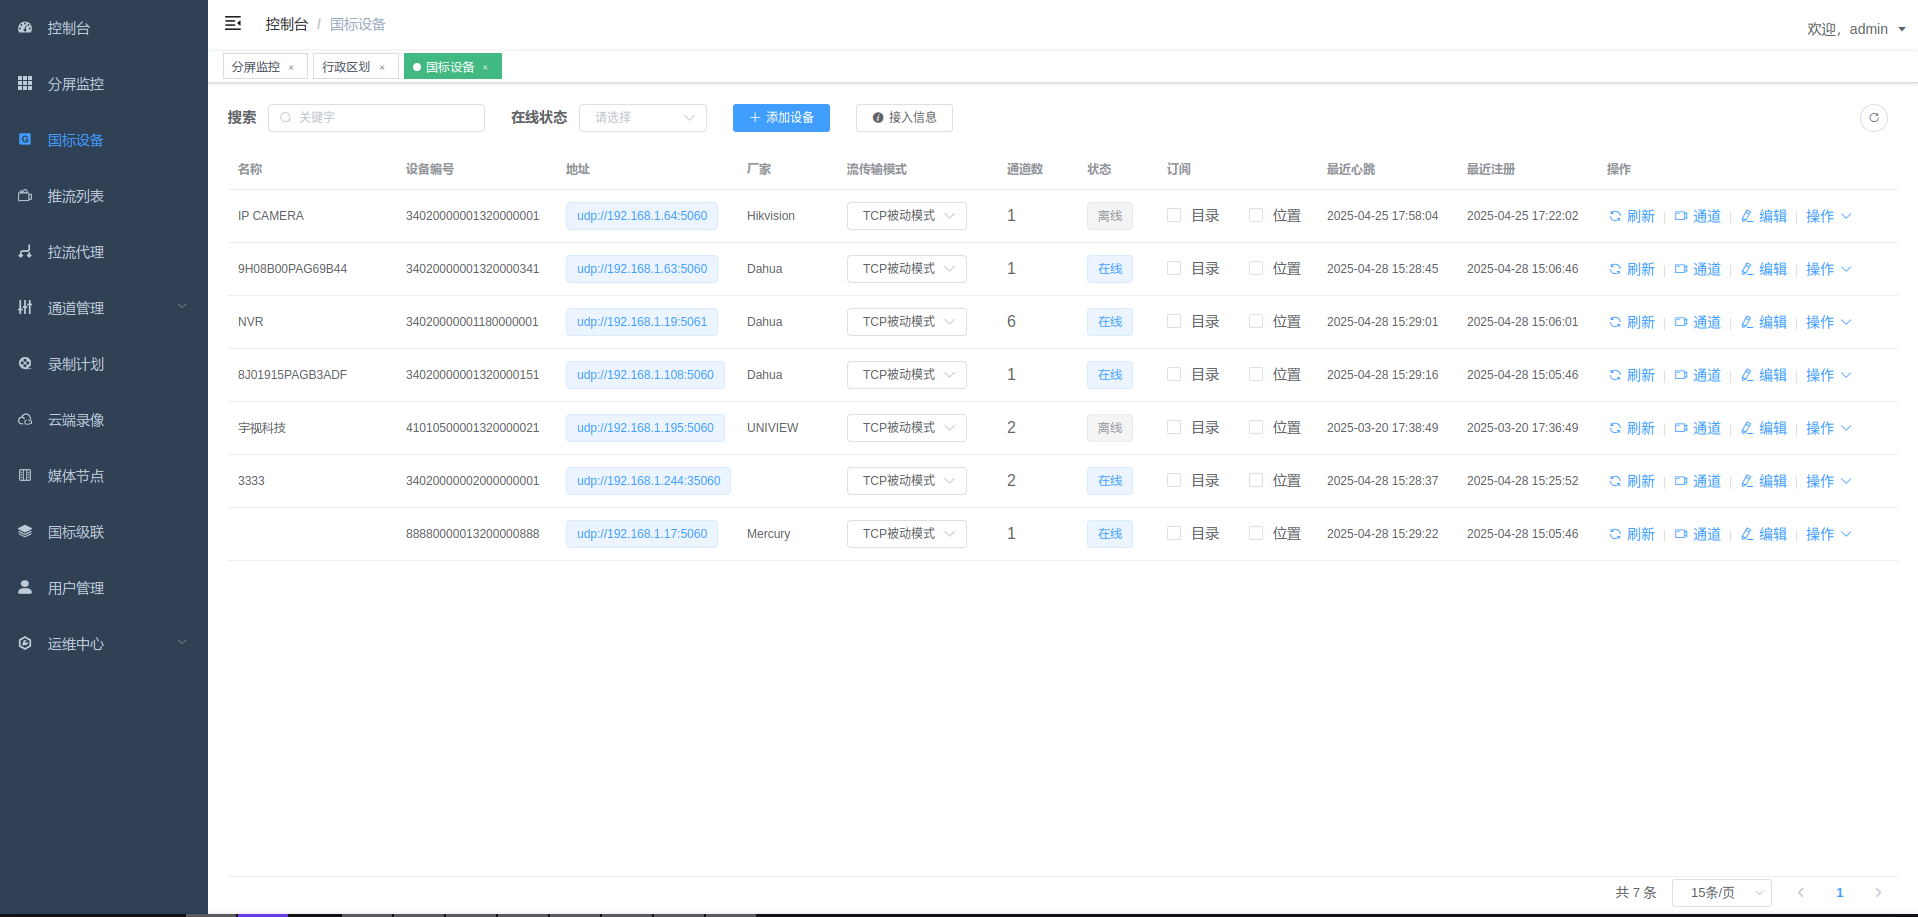 控制台
分屏监控
国标设备
推流列表
拉流代理
通道管理
录制计划
云端录像
媒体节点
国标级联
用户管理
运维中心
控制台 / 国标设备
欢迎, admin
分屏监控 × 行政区划 × 国标设备 ×
搜索 关键字 在线状态 请选择 添加设备 接入信息
名称 设备编号 地址 厂家 流传输模式 通道数 状态 订阅 最近心跳 最近注册 操作
IP CAMERA 34020000001320000001 udp://192.168.1.64:5060 Hikvision TCP被动模式 1 离线 目录 位置 2025-04-25 17:58:04 2025-04-25 17:22:02 刷新 通道 编辑 操作
9H08B00PAG69B44 34020000001320000341 udp://192.168.1.63:5060 Dahua TCP被动模式 1 在线 目录 位置 2025-04-28 15:28:45 2025-04-28 15:06:46 刷新 通道 编辑 操作
NVR 34020000001180000001 udp://192.168.1.19:5061 Dahua TCP被动模式 6 在线 目录 位置 2025-04-28 15:29:01 2025-04-28 15:06:01 刷新 通道 编辑 操作
8J01915PAGB3ADF 34020000001320000151 udp://192.168.1.108:5060 Dahua TCP被动模式 1 在线 目录 位置 2025-04-28 15:29:16 2025-04-28 15:05:46 刷新 通道 编辑 操作
宇视科技 41010500001320000021 udp://192.168.1.195:5060 UNIVIEW TCP被动模式 2 离线 目录 位置 2025-03-20 17:38:49 2025-03-20 17:36:49 刷新 通道 编辑 操作
3333 34020000002000000001 udp://192.168.1.244:35060 TCP被动模式 2 在线 目录 位置 2025-04-28 15:28:37 2025-04-28 15:25:52 刷新 通道 编辑 操作
88880000013200000888 udp://192.168.1.17:5060 Mercury TCP被动模式 1 在线 目录 位置 2025-04-28 15:29:22 2025-04-28 15:05:46 刷新 通道 编辑 操作
共 7 条 15条/页 1